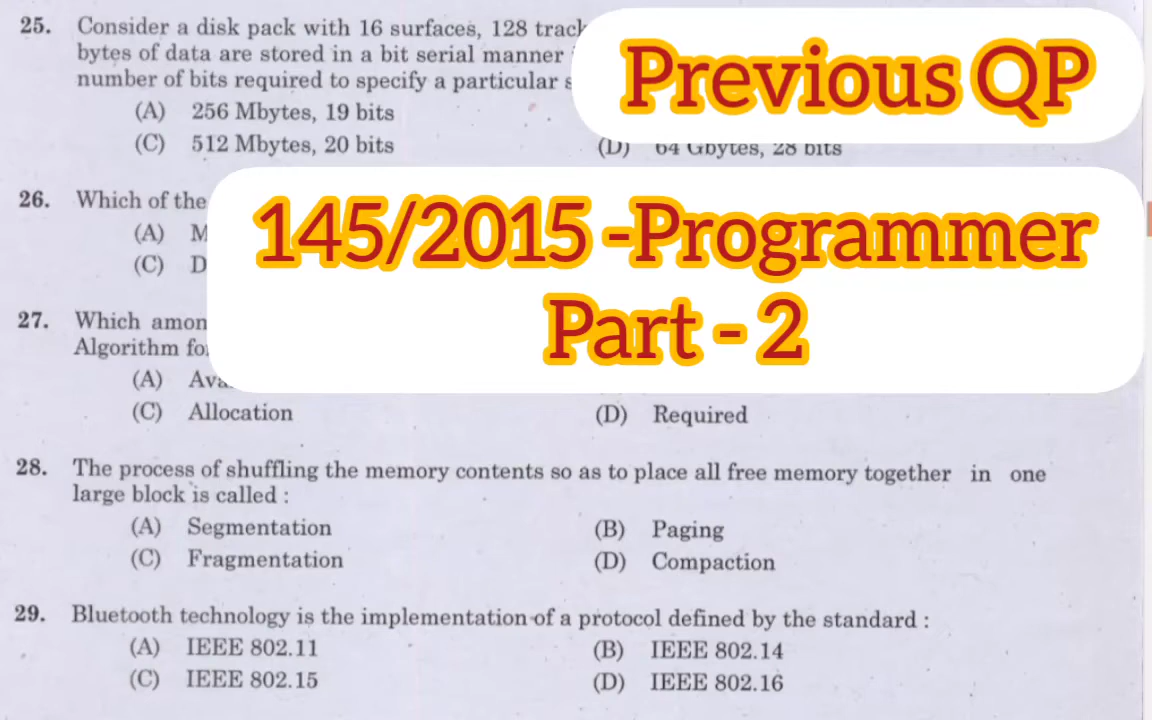 25. Consider a disk pack with 16 surfaces, 128
bytes of data are stored in a bit serial manner
number of bits required to specify a particular
(A) 256 Mbytes, 19 bits
(C) 512 Mbytes, 20 bits
(D) 64 Gbytes, 28 bits
Previous QP
26. Which of the
(A)
(C)
145/2015 -Programmer
Part - 2
27. Which
Algorithm
(A)
(C) Allocation
(D) Required
28. The process of shuffling the memory contents so as to place all free memory together in one
large block is called :
(A) Segmentation
(B) Paging
(C) Fragmentation
(D) Compaction
29. Bluetooth technology is the implementation of a protocol defined by the standard :
(A) IEEE 802.11
(B) IEEE 802.14
(C) IEEE 802.15
(D) IEEE 802.16